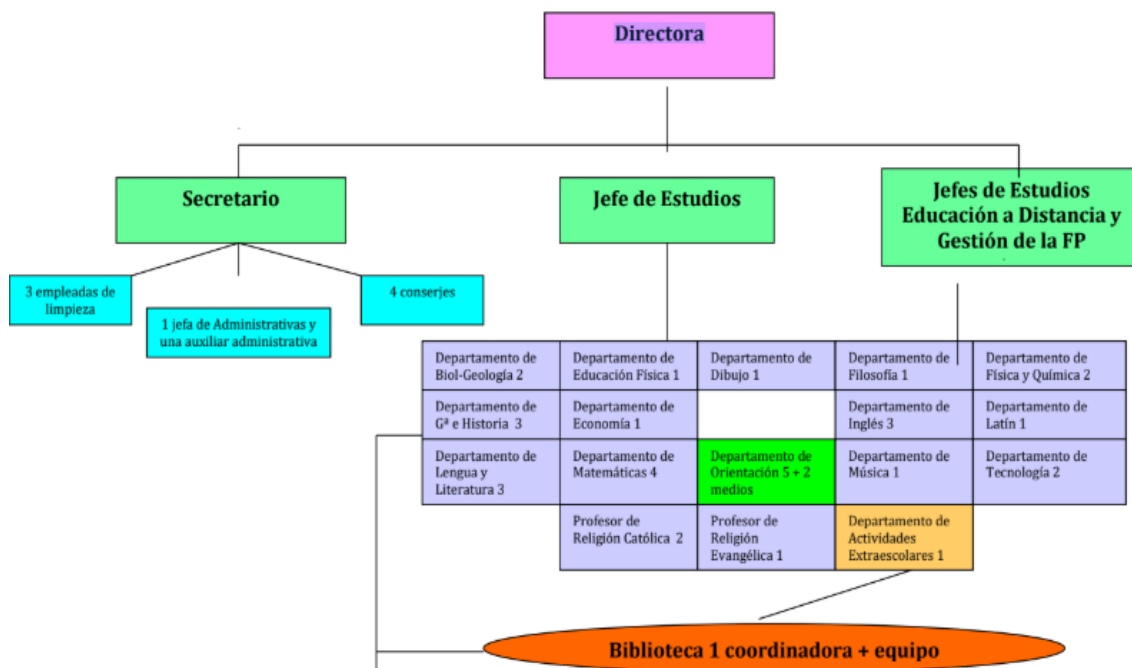 Directora
Secretario
Jefe de Estudios
Jefes de Estudios
Educación a Distancia y
Gestión de la FP
3 empleadas de
limpieza
1 jefa de Administrativas y
una auxiliar administrativa
4 conserjes
Departamento de
Biol-Geología 2
Departamento de
Educación Física 1
Departamento de
Dibujo 1
Departamento de
Filosofía 1
Departamento de
Física y Química 2
Departamento de
Gª e Historia 3
Departamento de
Economía 1
Departamento de
Inglés 3
Departamento de
Latín 1
Departamento de
Lengua y
Literatura 3
Departamento de
Matemáticas 4
Departamento de
Orientación 5 + 2
medios
Departamento de
Música 1
Departamento de
Tecnología 2
Profesor de
Religión Católica 2
Profesor de
Religión
Evangélica 1
Departamento de
Actividades
Extraescolares 1
Biblioteca 1 coordinadora + equipo